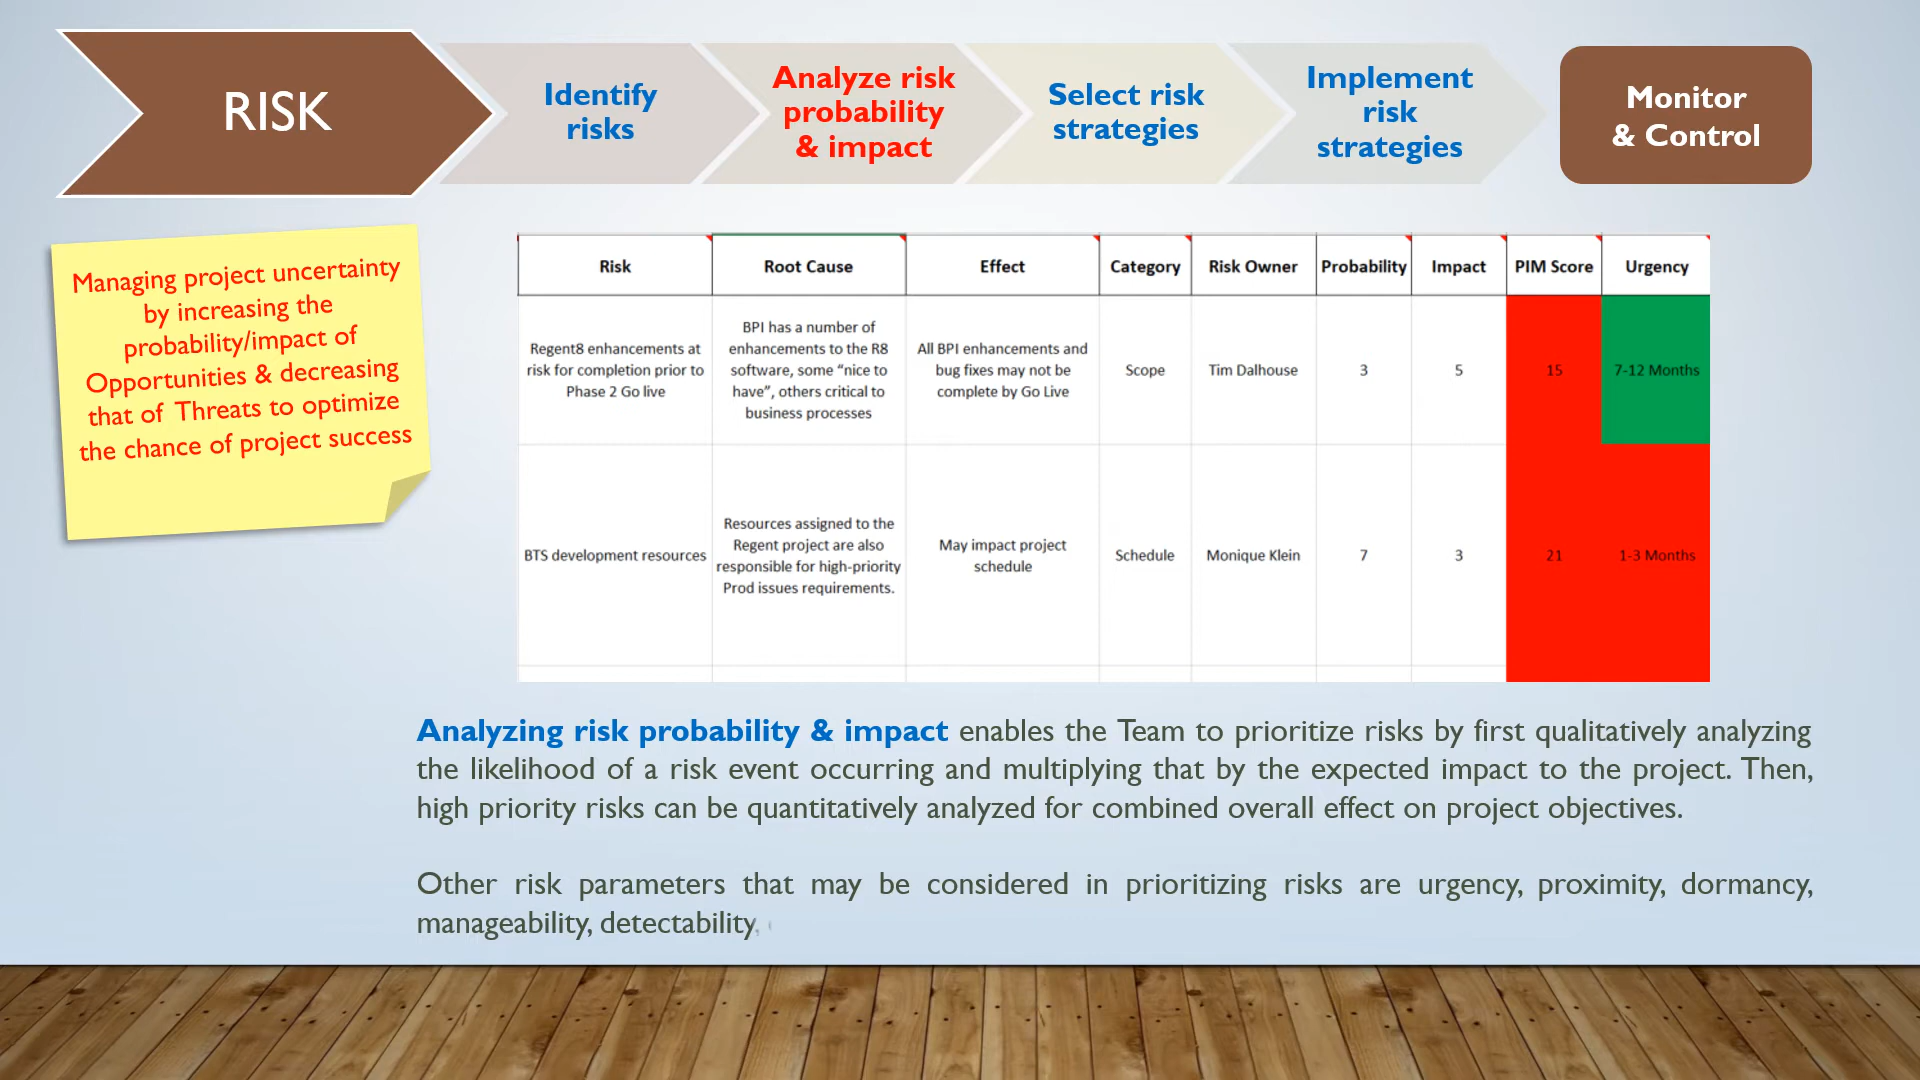 RISK
Identify
risks
Analyze risk
probability
& impact
Select risk
strategies
Implement
risk
strategies
Monitor
& Control
Managing project uncertainty
by increasing the
probability/impact of
Opportunities & decreasing
that of Threats to optimize
the chance of project success
Risk Root Cause Effect Category Risk Owner Probability Impact PIM Score Urgency
Regent8 enhancements at
risk for completion prior to
Phase 2 Go live
BPI has a number of
enhancements to the R8
software, some “nice to
have”, others critical to
business processes
All BPI enhancements and
bug fixes may not be
complete by Go Live
Scope
Tim Dalhouse
3
5
15
7-12 Months
BTS development resources
Resources assigned to the
Regent project are also
responsible for high-priority
Prod issues requirements.
May impact project
schedule
Schedule
Monique Klein
7
3
21
1-3 Months
Analyzing risk probability & impact enables the Team to prioritize risks by first qualitatively analyzing
the likelihood of a risk event occurring and multiplying that by the expected impact to the project. Then,
high priority risks can be quantitatively analyzed for combined overall effect on project objectives.
Other risk parameters that may be considered in prioritizing risks are urgency, proximity, dormancy,
manageability, detectability,